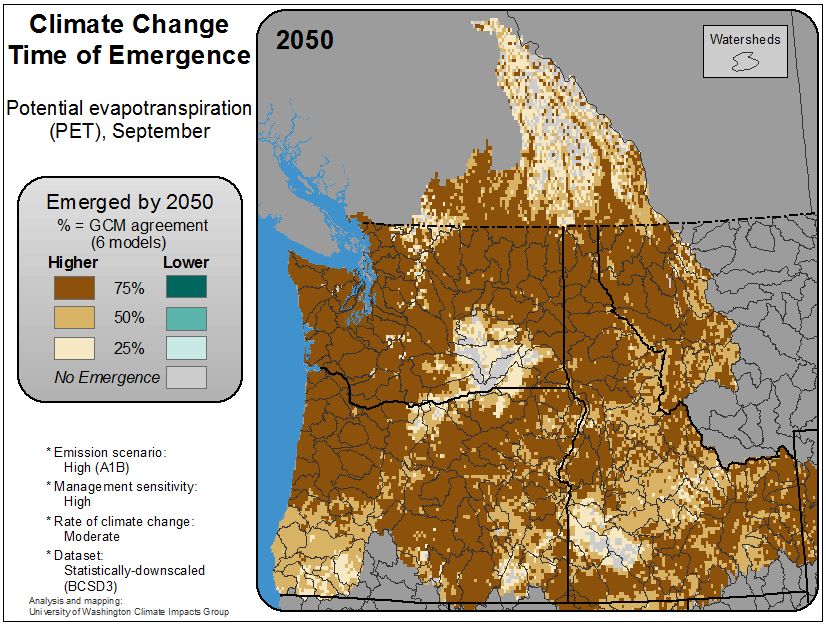 Climate Change
Time of Emergence
Potential evapotranspiration
(PET), September
Emerged by 2050
% = GCM agreement
(6 models)
Higher Lower
75%
50%
25%
No Emergence
* Emission scenario:
High (A1B)
* Management sensitivity:
High
* Rate of climate change:
Moderate
* Dataset:
Statistically-downscaled
(BCSD3)
Analysis and mapping:
University of Washington Climate Impacts Group
2050
Watersheds